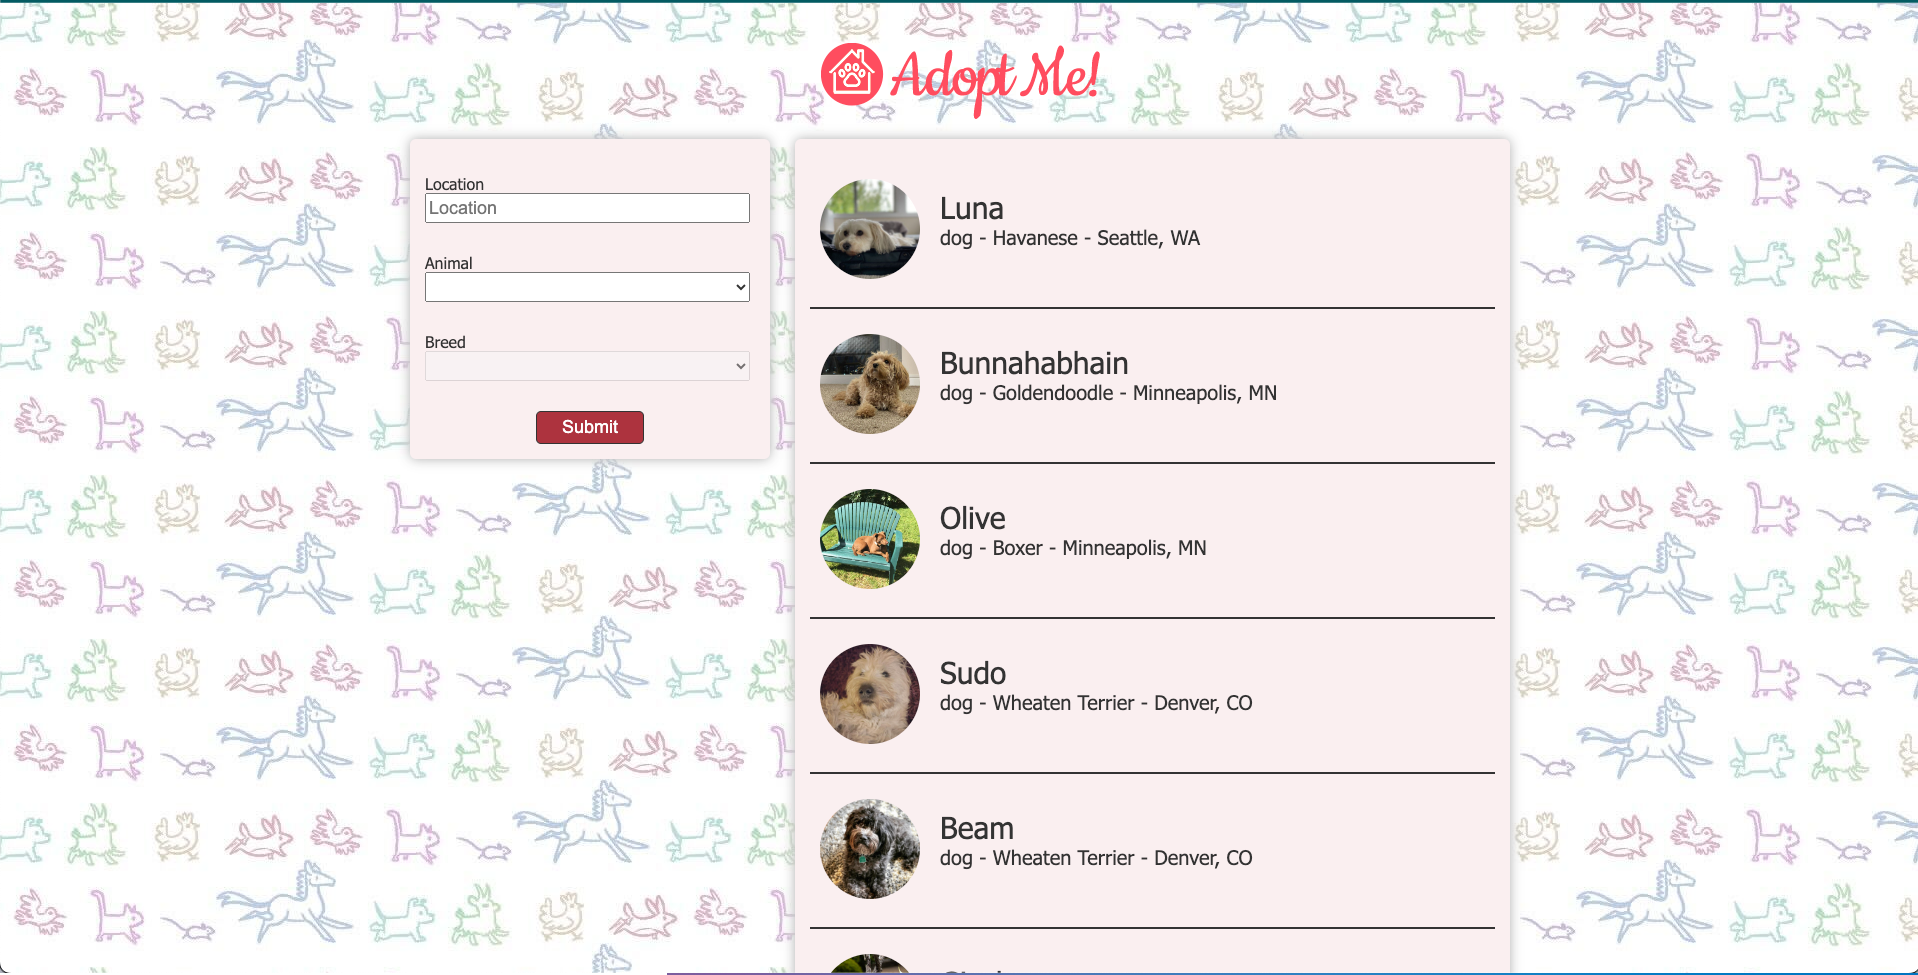 Adopt Me!
Location
Location
Animal
Breed
Submit
Luna
dog - Havanese - Seattle, WA
Bunnahabhain
dog - Goldendoodle - Minneapolis, MN
Olive
dog - Boxer - Minneapolis, MN
Sudo
dog - Wheaten Terrier - Denver, CO
Beam
dog - Wheaten Terrier - Denver, CO